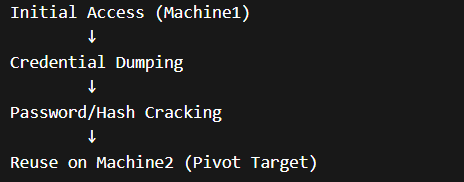 Initial Access (Machine1)
↓
Credential Dumping
↓
Password/Hash Cracking
↓
Reuse on Machine2 (Pivot Target)